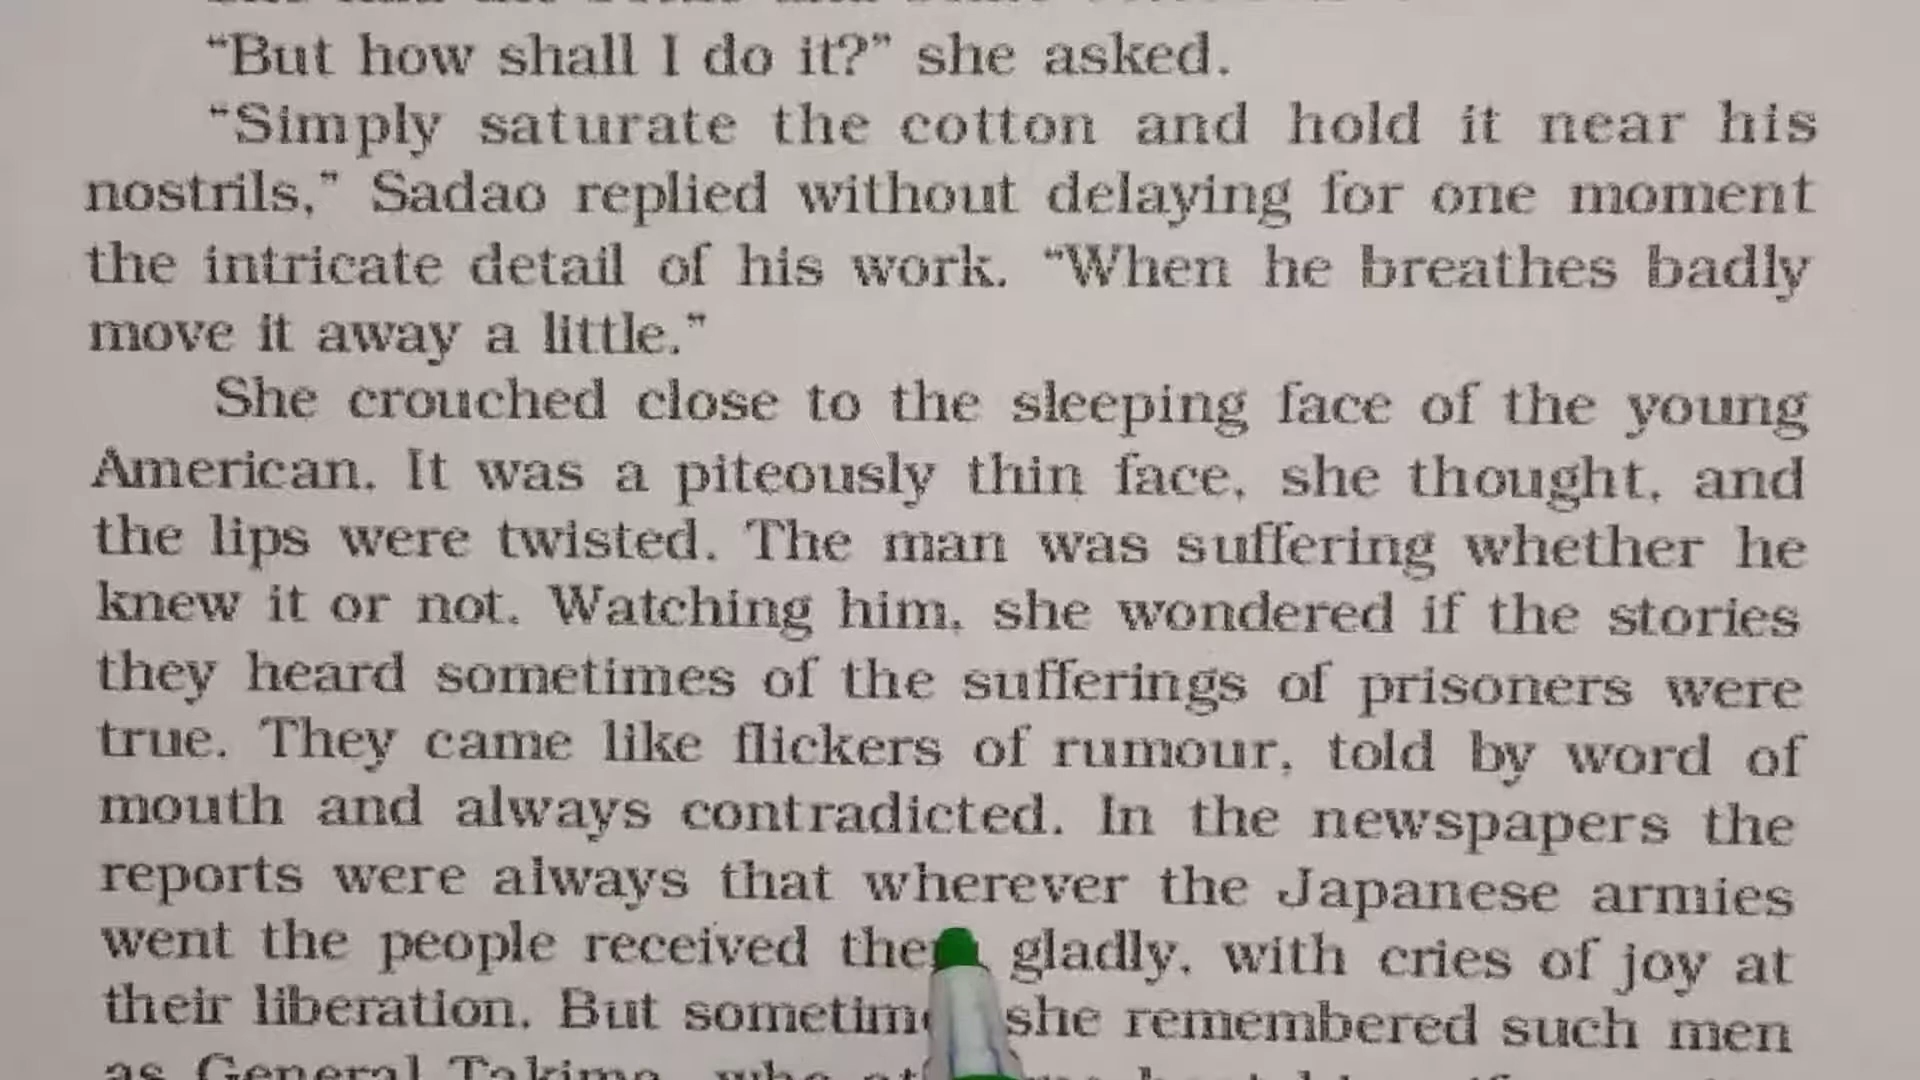 “But how shall I do it?” she asked.
“Simply saturate the cotton and hold it near his
nostrils,” Sadao replied without delaying for one moment
the intricate detail of his work. “When he breathes badly
move it away a little.”
She crouched close to the sleeping face of the young
American. It was a piteously thin face, she thought, and
the lips were twisted. The man was suffering whether he
knew it or not. Watching him, she wondered if the stories
they heard sometimes of the sufferings of prisoners were
true. They came like flickers of rumour, told by word of
mouth and always contradicted. In the newspapers the
reports were always that wherever the Japanese armies
went the people received them gladly, with cries of joy at
their liberation. But she remembered such men
as General Takima, who